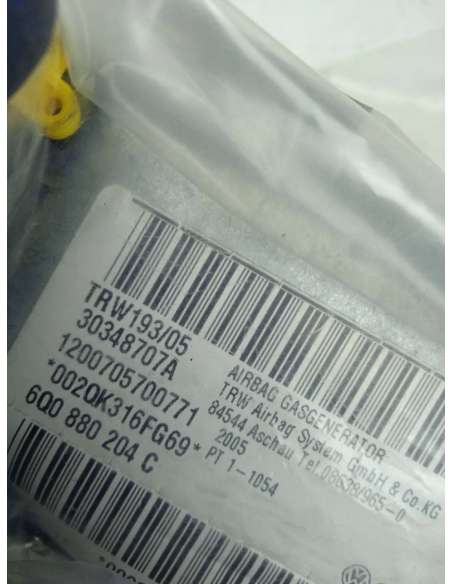 TRW193/05
30348707A
1200705700771
*002QK316FG69*
6Q0 880 204 C
AIRBAG GASGENERATOR
TRW Airbag System GmbH & Co.KG
84544 Aschau Tel.08638/965-0
2005
PT 1-1054